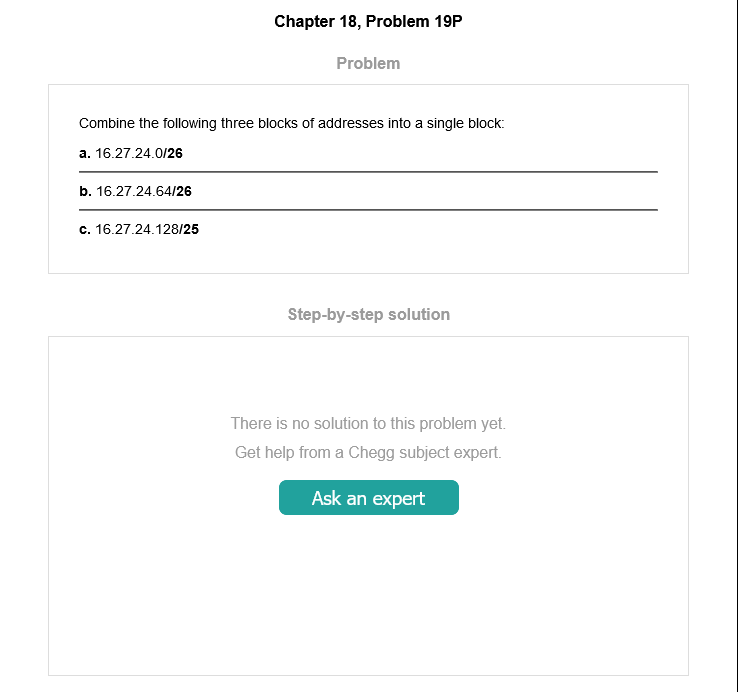 Chapter 18, Problem 19P
Problem
Combine the following three blocks of addresses into a single block:
a. 16.27.24.0/26
b. 16.27.24.64/26
c. 16.27.24.128/25
Step-by-step solution
There is no solution to this problem yet.
Get help from a Chegg subject expert.
Ask an expert